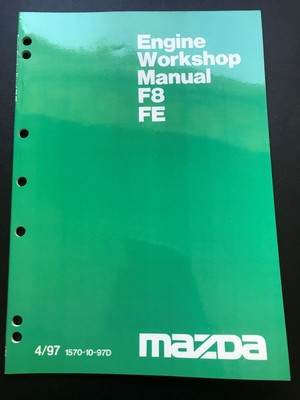 Engine
Workshop
Manual
F8
FE
4/97 1570-10-97D
mazDa